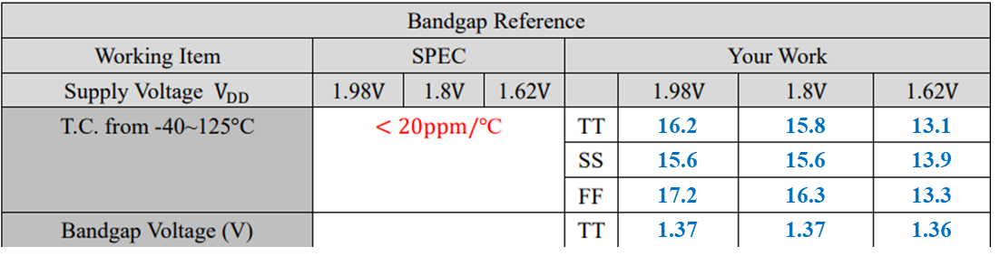 Bandgap Reference
Working Item SPEC Your Work
Supply Voltage VDD 1.98V 1.8V 1.62V 1.98V 1.8V 1.62V
T.C. from -40~125°C < 20ppm/℃ TT 16.2 15.8 13.1
SS 15.6 15.6 13.9
FF 17.2 16.3 13.3
Bandgap Voltage (V) TT 1.37 1.37 1.36